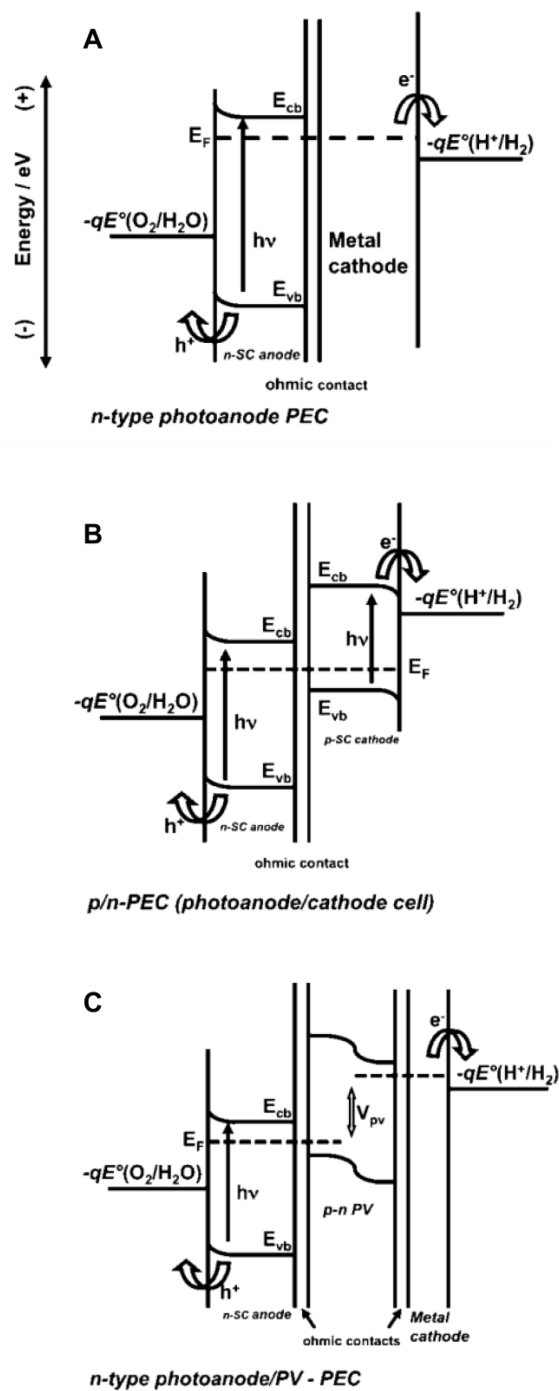 A
Energy / eV
(+)
(-)
E_cb
e⁻
E_F
-qE°(H⁺/H₂)
-qE°(O₂/H₂O)
hν
Metal
cathode
E_vb
h⁺
n-SC anode
ohmic contact
n-type photoanode PEC
B
e⁻
E_cb
-qE°(H⁺/H₂)
E_cb
hν
E_F
-qE°(O₂/H₂O)
hν
E_vb
p-SC cathode
E_vb
h⁺
n-SC anode
ohmic contact
p/n-PEC (photoanode/cathode cell)
C
e⁻
-qE°(H⁺/H₂)
E_cb
V_pv
E_F
-qE°(O₂/H₂O)
hν
p-n PV
E_vb
h⁺
n-SC anode
ohmic contacts
Metal
cathode
n-type photoanode/PV - PEC